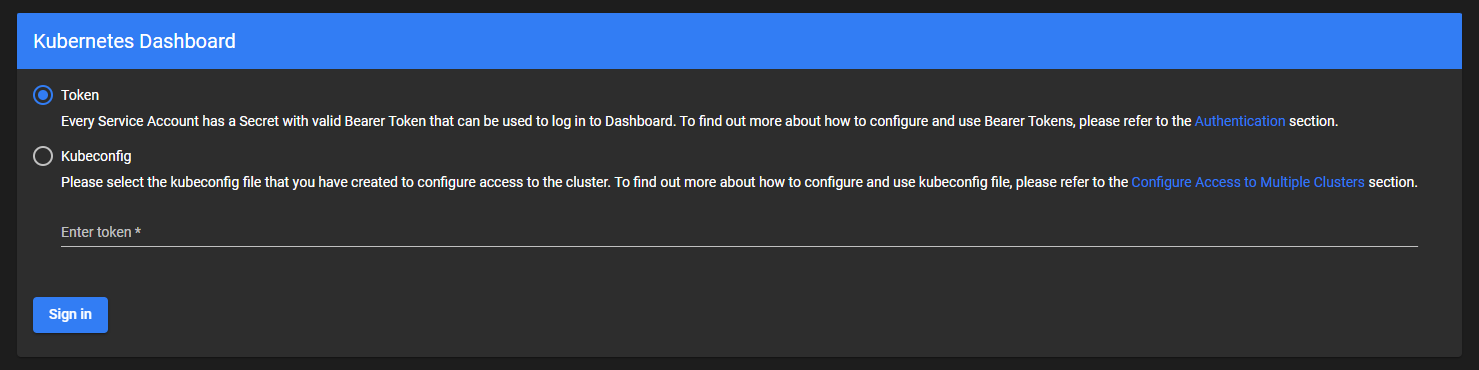 Kubernetes Dashboard
Token
Every Service Account has a Secret with valid Bearer Token that can be used to log in to Dashboard. To find out more about how to configure and use Bearer Tokens, please refer to the Authentication section.
Kubeconfig
Please select the kubeconfig file that you have created to configure access to the cluster. To find out more about how to configure and use kubeconfig file, please refer to the Configure Access to Multiple Clusters section.
Enter token *
Sign in